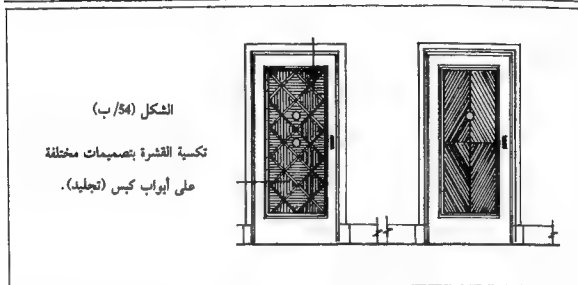 الشكل (54/ ب)
تكسية القشرة بتصميمات مختلفة
على أبواب كبس (تجليد).